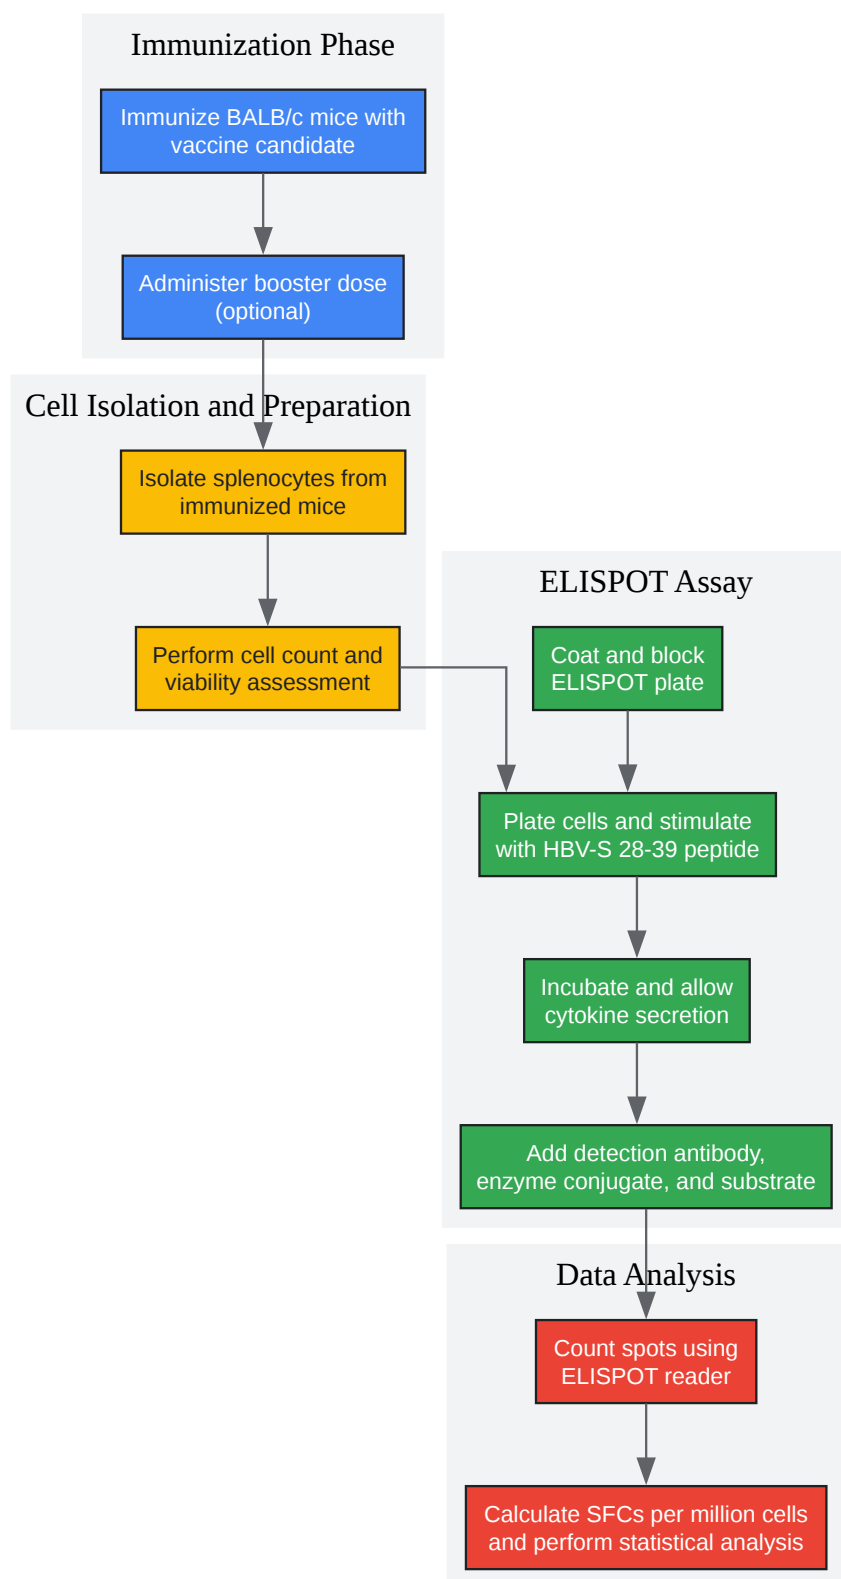 Immunization Phase
Immunize BALB/c mice with
vaccine candidate
Administer booster dose
(optional)
Cell Isolation and Preparation
Isolate splenocytes from
immunized mice
Perform cell count and
viability assessment
ELISPOT Assay
Coat and block
ELISPOT plate
Plate cells and stimulate
with HBV-S 28-39 peptide
Incubate and allow
cytokine secretion
Add detection antibody,
enzyme conjugate, and substrate
Data Analysis
Count spots using
ELISPOT reader
Calculate SFCs per million cells
and perform statistical analysis